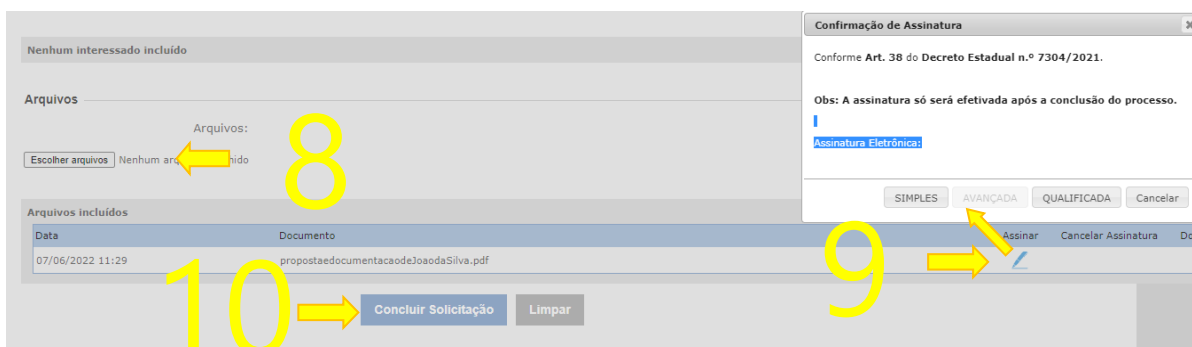 Nenhum interessado incluído
Arquivos
Arquivos:
Escolher arquivos Nenhum
8
Arquivos incluídos
Data Documento Assinar Cancelar Assinatura
07/06/2022 11:29 propostaedocumentacaodeJoaodaSilva.pdf
9
10
Concluir Solicitação Limpar
Confirmação de Assinatura x
Conforme Art. 38 do Decreto Estadual n.º 7304/2021.
Obs: A assinatura só será efetivada após a conclusão do processo.
Assinatura Eletrônica:
SIMPLES AVANÇADA QUALIFICADA Cancelar